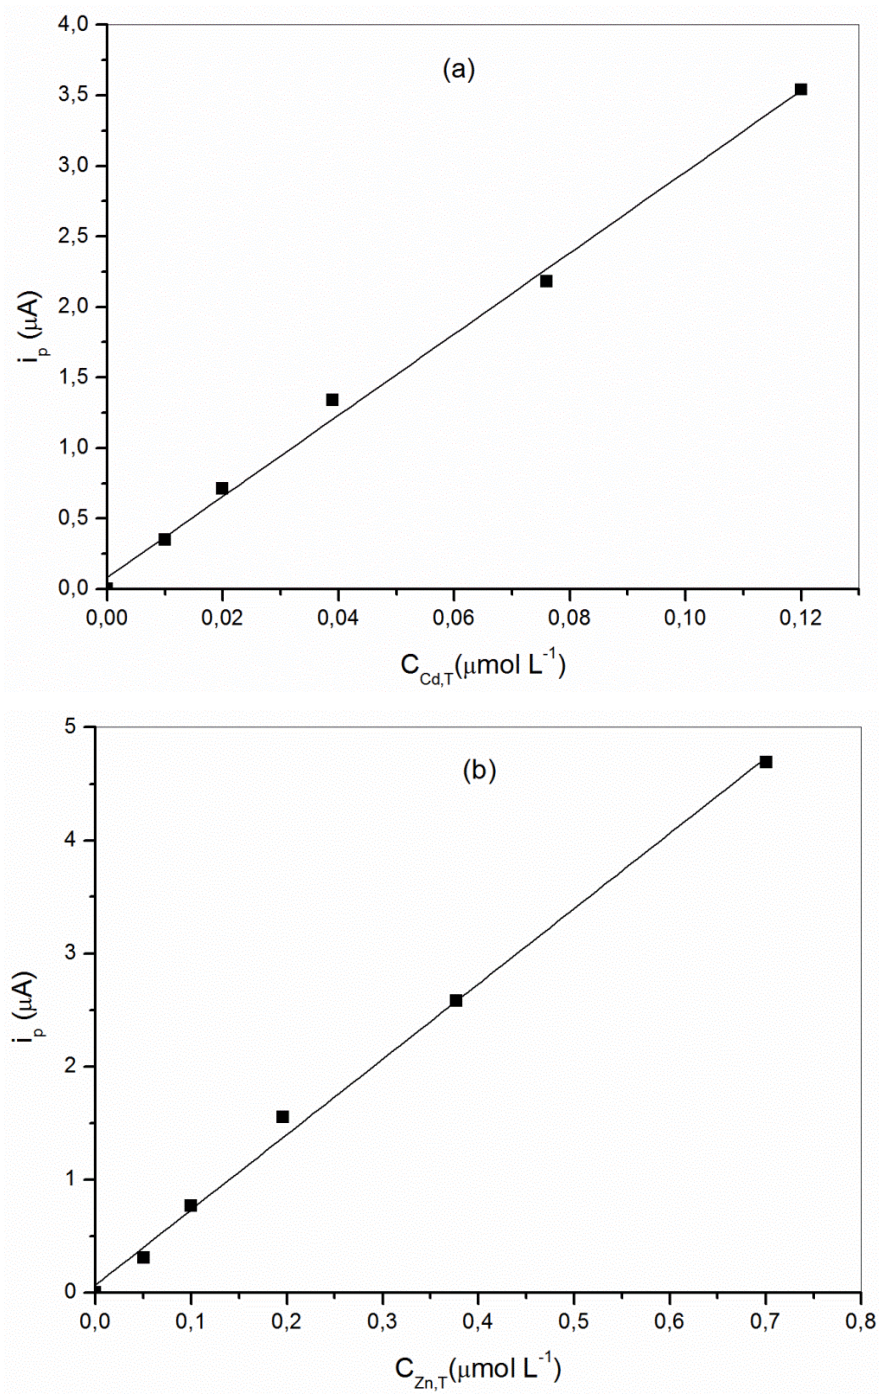 (a)
4,0
3,5
3,0
2,5
2,0
1,5
1,0
0,5
0,0
i_p (μA)
0,00 0,02 0,04 0,06 0,08 0,10 0,12
C_Cd,T(μmol L⁻¹)
(b)
5
4
3
2
1
0
i_p (μA)
0,0 0,1 0,2 0,3 0,4 0,5 0,6 0,7 0,8
C_Zn,T(μmol L⁻¹)